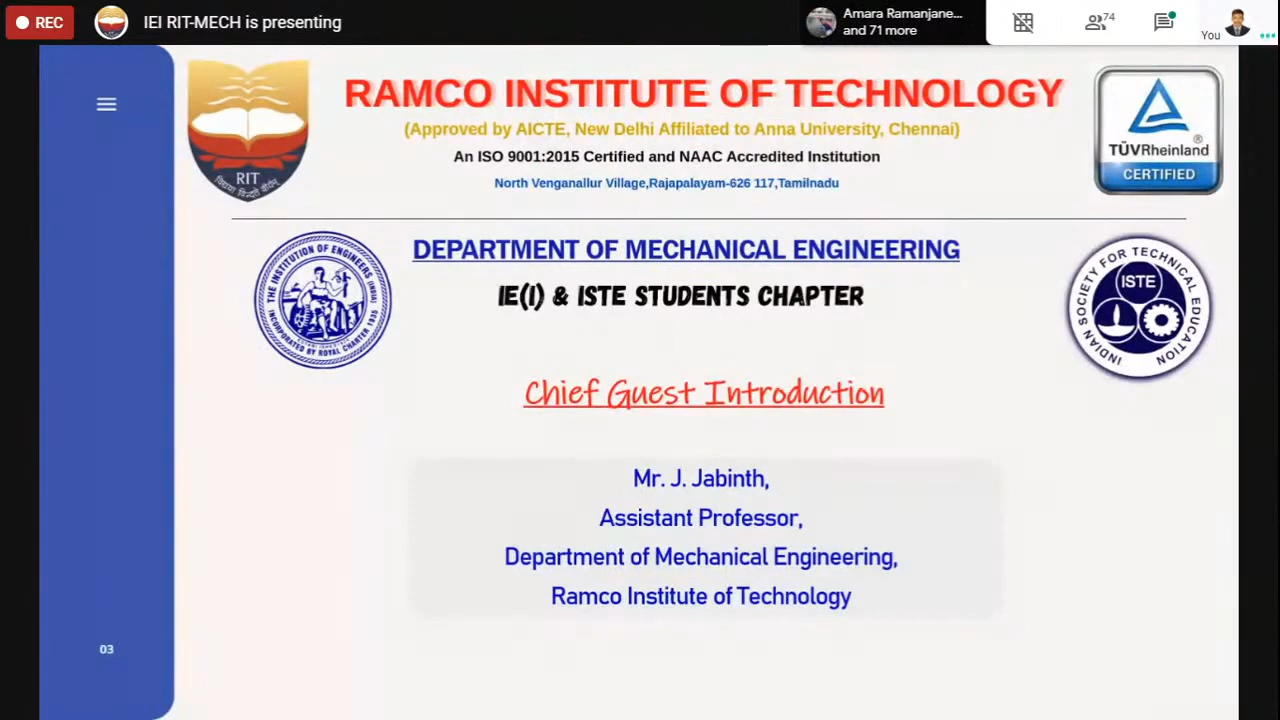 REC
IEI RIT-MECH is presenting
Amara Ramanjane...
and 71 more
74
You
RAMCO INSTITUTE OF TECHNOLOGY
(Approved by AICTE, New Delhi Affiliated to Anna University, Chennai)
An ISO 9001:2015 Certified and NAAC Accredited Institution
North Venganallur Village,Rajapalayam-626 117,Tamilnadu
RIT
TÜVRheinland
®
CERTIFIED
DEPARTMENT OF MECHANICAL ENGINEERING
IE(I) & ISTE STUDENTS CHAPTER
THE INSTITUTION OF ENGINEERS (INDIA)
INCORPORATED BY ROYAL CHARTER 1935
INDIAN SOCIETY FOR TECHNICAL EDUCATION
ISTE
Chief Guest Introduction
Mr. J. Jabinth,
Assistant Professor,
Department of Mechanical Engineering,
Ramco Institute of Technology
03